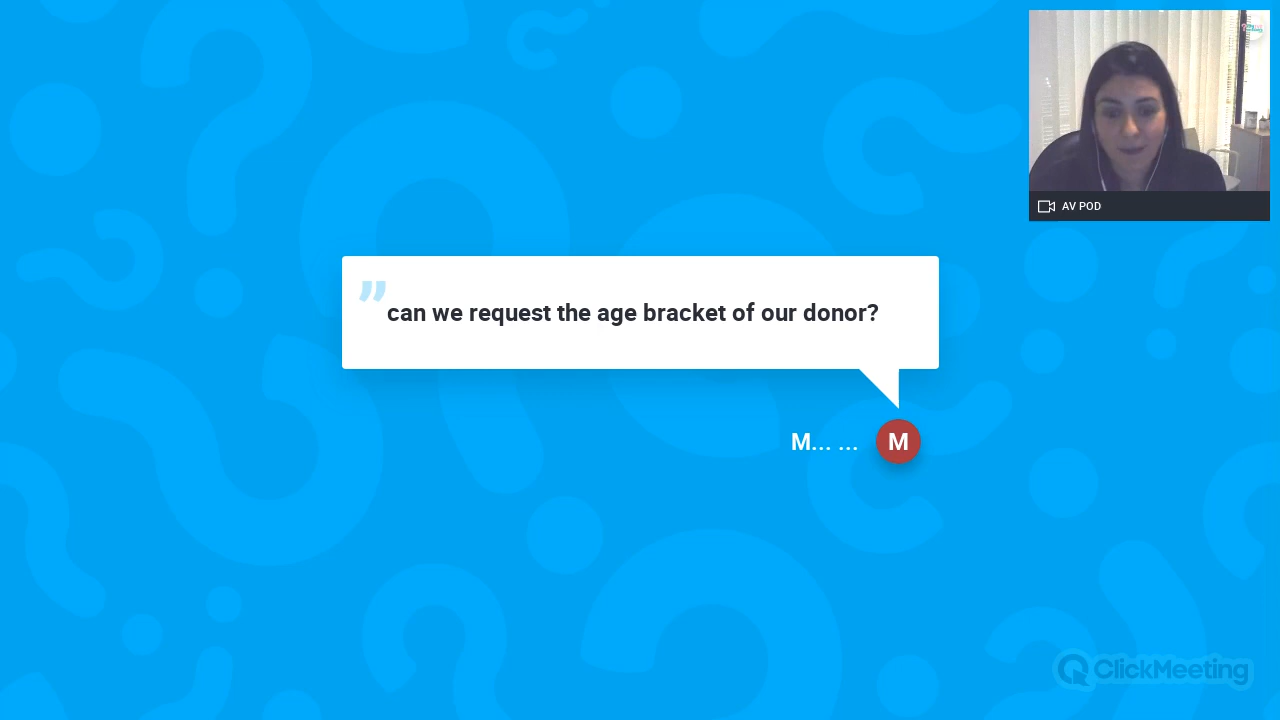 AV POD
” can we request the age bracket of our donor?
M... ... M
ClickMeeting